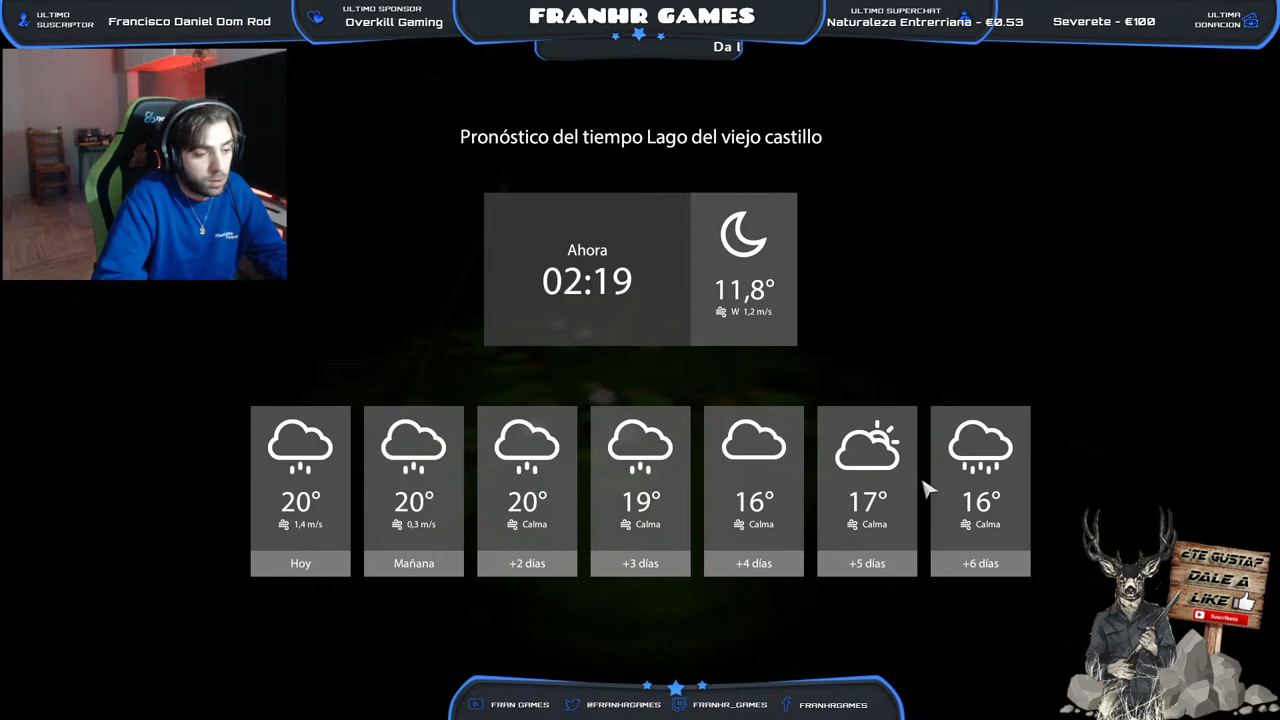 ULTIMO
SUSCRIPTOR
Francisco Daniel Dom Rod
ULTIMO SPONSOR
Overkill Gaming
FRANHR GAMES
Da l
ULTIMO SUPERCHAT
Naturaleza Entrerriana - €0.53
Severete - €100
ULTIMA
DONACION
Pronóstico del tiempo Lago del viejo castillo
Ahora
02:19
11,8°
W 1,2 m/s
20°
1,4 m/s
Hoy
20°
0,3 m/s
Mañana
20°
Calma
+2 días
19°
Calma
+3 días
16°
Calma
+4 días
17°
Calma
+5 días
16°
Calma
+6 días
¿TE GUSTA?
DALE A
LIKE
Suscríbete
FRAN GAMES
@FRANHRGAMES
FRANHR_GAMES
FRANHRGAMES